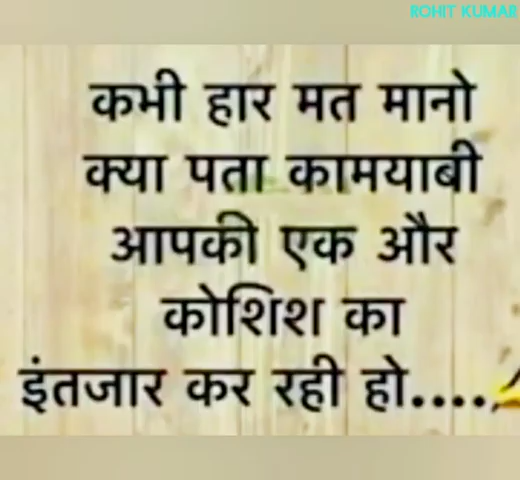 ROHIT KUMAR
कभी हार मत मानो
क्या पता कामयाबी
आपकी एक और
कोशिश का
इंतजार कर रही हो....